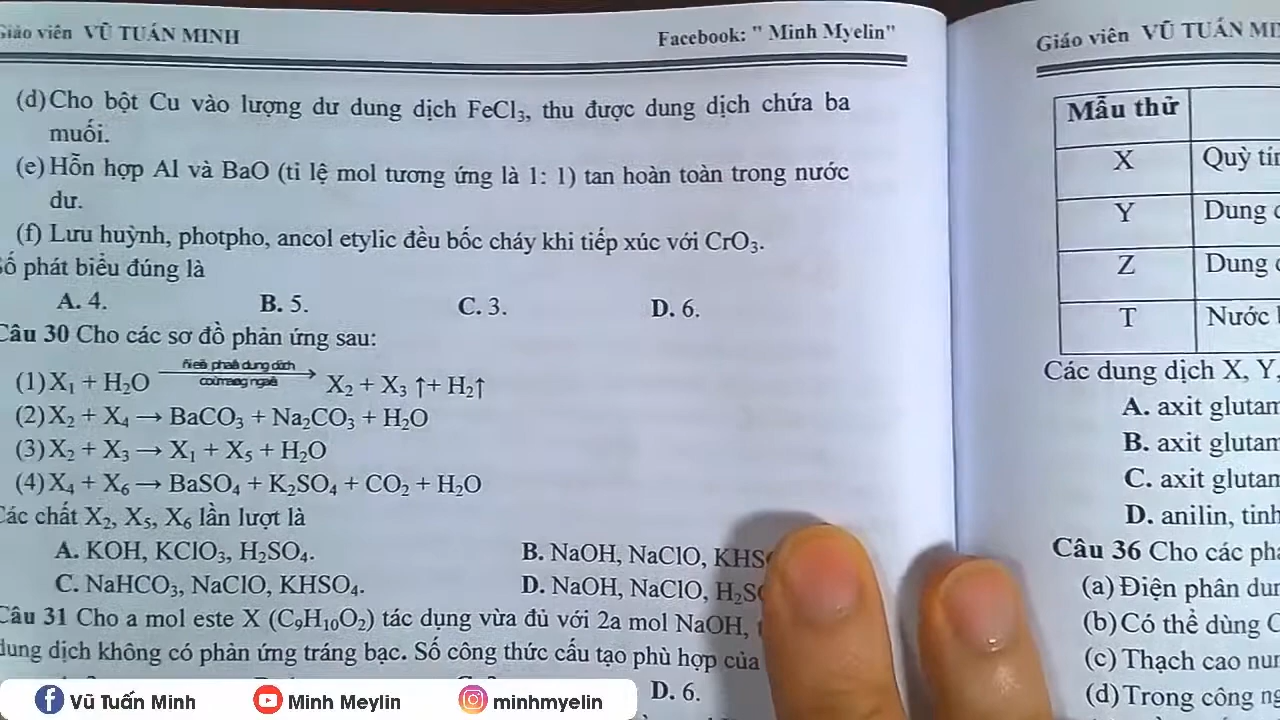 Giáo viên VŨ TUẤN MINH
Facebook: " Minh Myelin"
(d) Cho bột Cu vào lượng dư dung dịch FeCl₃, thu được dung dịch chứa ba
muối.
(e) Hỗn hợp Al và BaO (tỉ lệ mol tương ứng là 1: 1) tan hoàn toàn trong nước
dư.
(f) Lưu huỳnh, photpho, ancol etylic đều bốc cháy khi tiếp xúc với CrO₃.
Số phát biểu đúng là
A. 4. B. 5. C. 3. D. 6.
Câu 30 Cho các sơ đồ phản ứng sau:
(1) X₁ + H₂O → X₂ + X₃ ↑+ H₂↑
(2) X₂ + X₄ → BaCO₃ + Na₂CO₃ + H₂O
(3) X₂ + X₃ → X₁ + X₅ + H₂O
(4) X₄ + X₆ → BaSO₄ + K₂SO₄ + CO₂ + H₂O
Các chất X₂, X₅, X₆ lần lượt là
A. KOH, KClO₃, H₂SO₄. B. NaOH, NaClO, KHS
C. NaHCO₃, NaClO, KHSO₄. D. NaOH, NaClO, H₂S
Câu 31 Cho a mol este X (C₉H₁₀O₂) tác dụng vừa đủ với 2a mol NaOH,
dung dịch không có phản ứng tráng bạc. Số công thức cấu tạo phù hợp của
D. 6.
Vũ Tuấn Minh
Minh Meylin
minhmyelin
Giáo viên VŨ TUẤN MI
Mẫu thử
X Quỳ tí
Y Dung
Z Dung
T Nước
Các dung dịch X, Y,
A. axit glutam
B. axit glutam
C. axit glutam
D. anilin, tinh
Câu 36 Cho các ph
(a) Điện phân du
(b) Có thể dùng C
(c) Thạch cao nu
(d) Trong công n